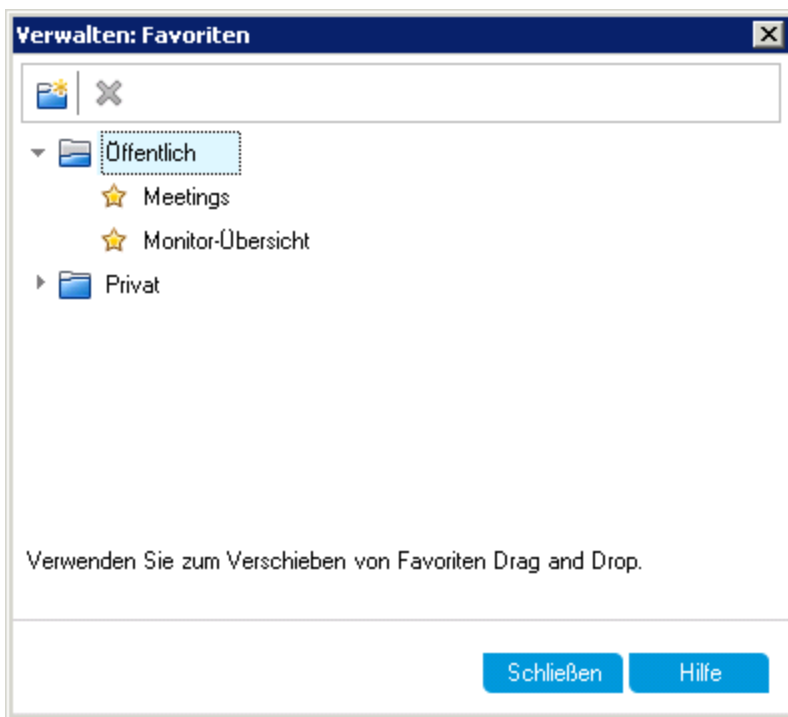 Verwalten: Favoriten
Öffentlich
Meetings
Monitor-Übersicht
Privat
Verwenden Sie zum Verschieben von Favoriten Drag and Drop.
Schließen Hilfe